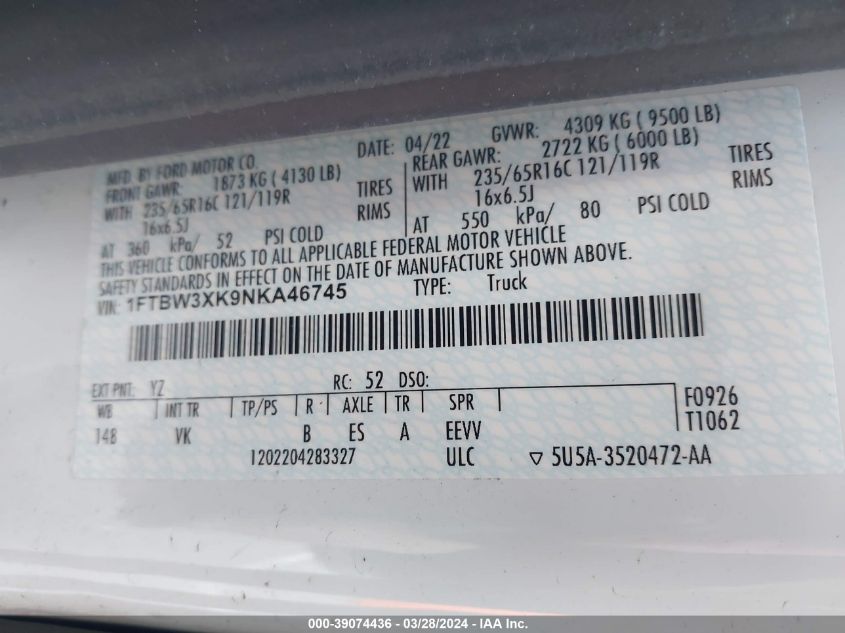 MFD. BY FORD MOTOR CO. DATE: 04/22 GVWR: 4309 KG ( 9500 LB)
FRONT GAWR: 1873 KG ( 4130 LB) REAR GAWR: 2722 KG ( 6000 LB)
WITH 235/65R16C 121/119R TIRES WITH 235/65R16C 121/119R TIRES
16x6.5J RIMS 16x6.5J RIMS
AT 360 kPa/ 52 PSI COLD AT 550 kPa/ 80 PSI COLD
THIS VEHICLE CONFORMS TO ALL APPLICABLE FEDERAL MOTOR VEHICLE
SAFETY STANDARDS IN EFFECT ON THE DATE OF MANUFACTURE SHOWN ABOVE.
VIN: 1FTBW3XK9NKA46745 TYPE: Truck
EXT PNT: YZ RC: 52 DSO:
WB INT TR TP/PS R AXLE TR SPR F0926
148 VK B ES A EEVV T1062
1202204283327 ULC ▽ 5U5A-3520472-AA
000-39074436 - 03/28/2024 - IAA Inc.